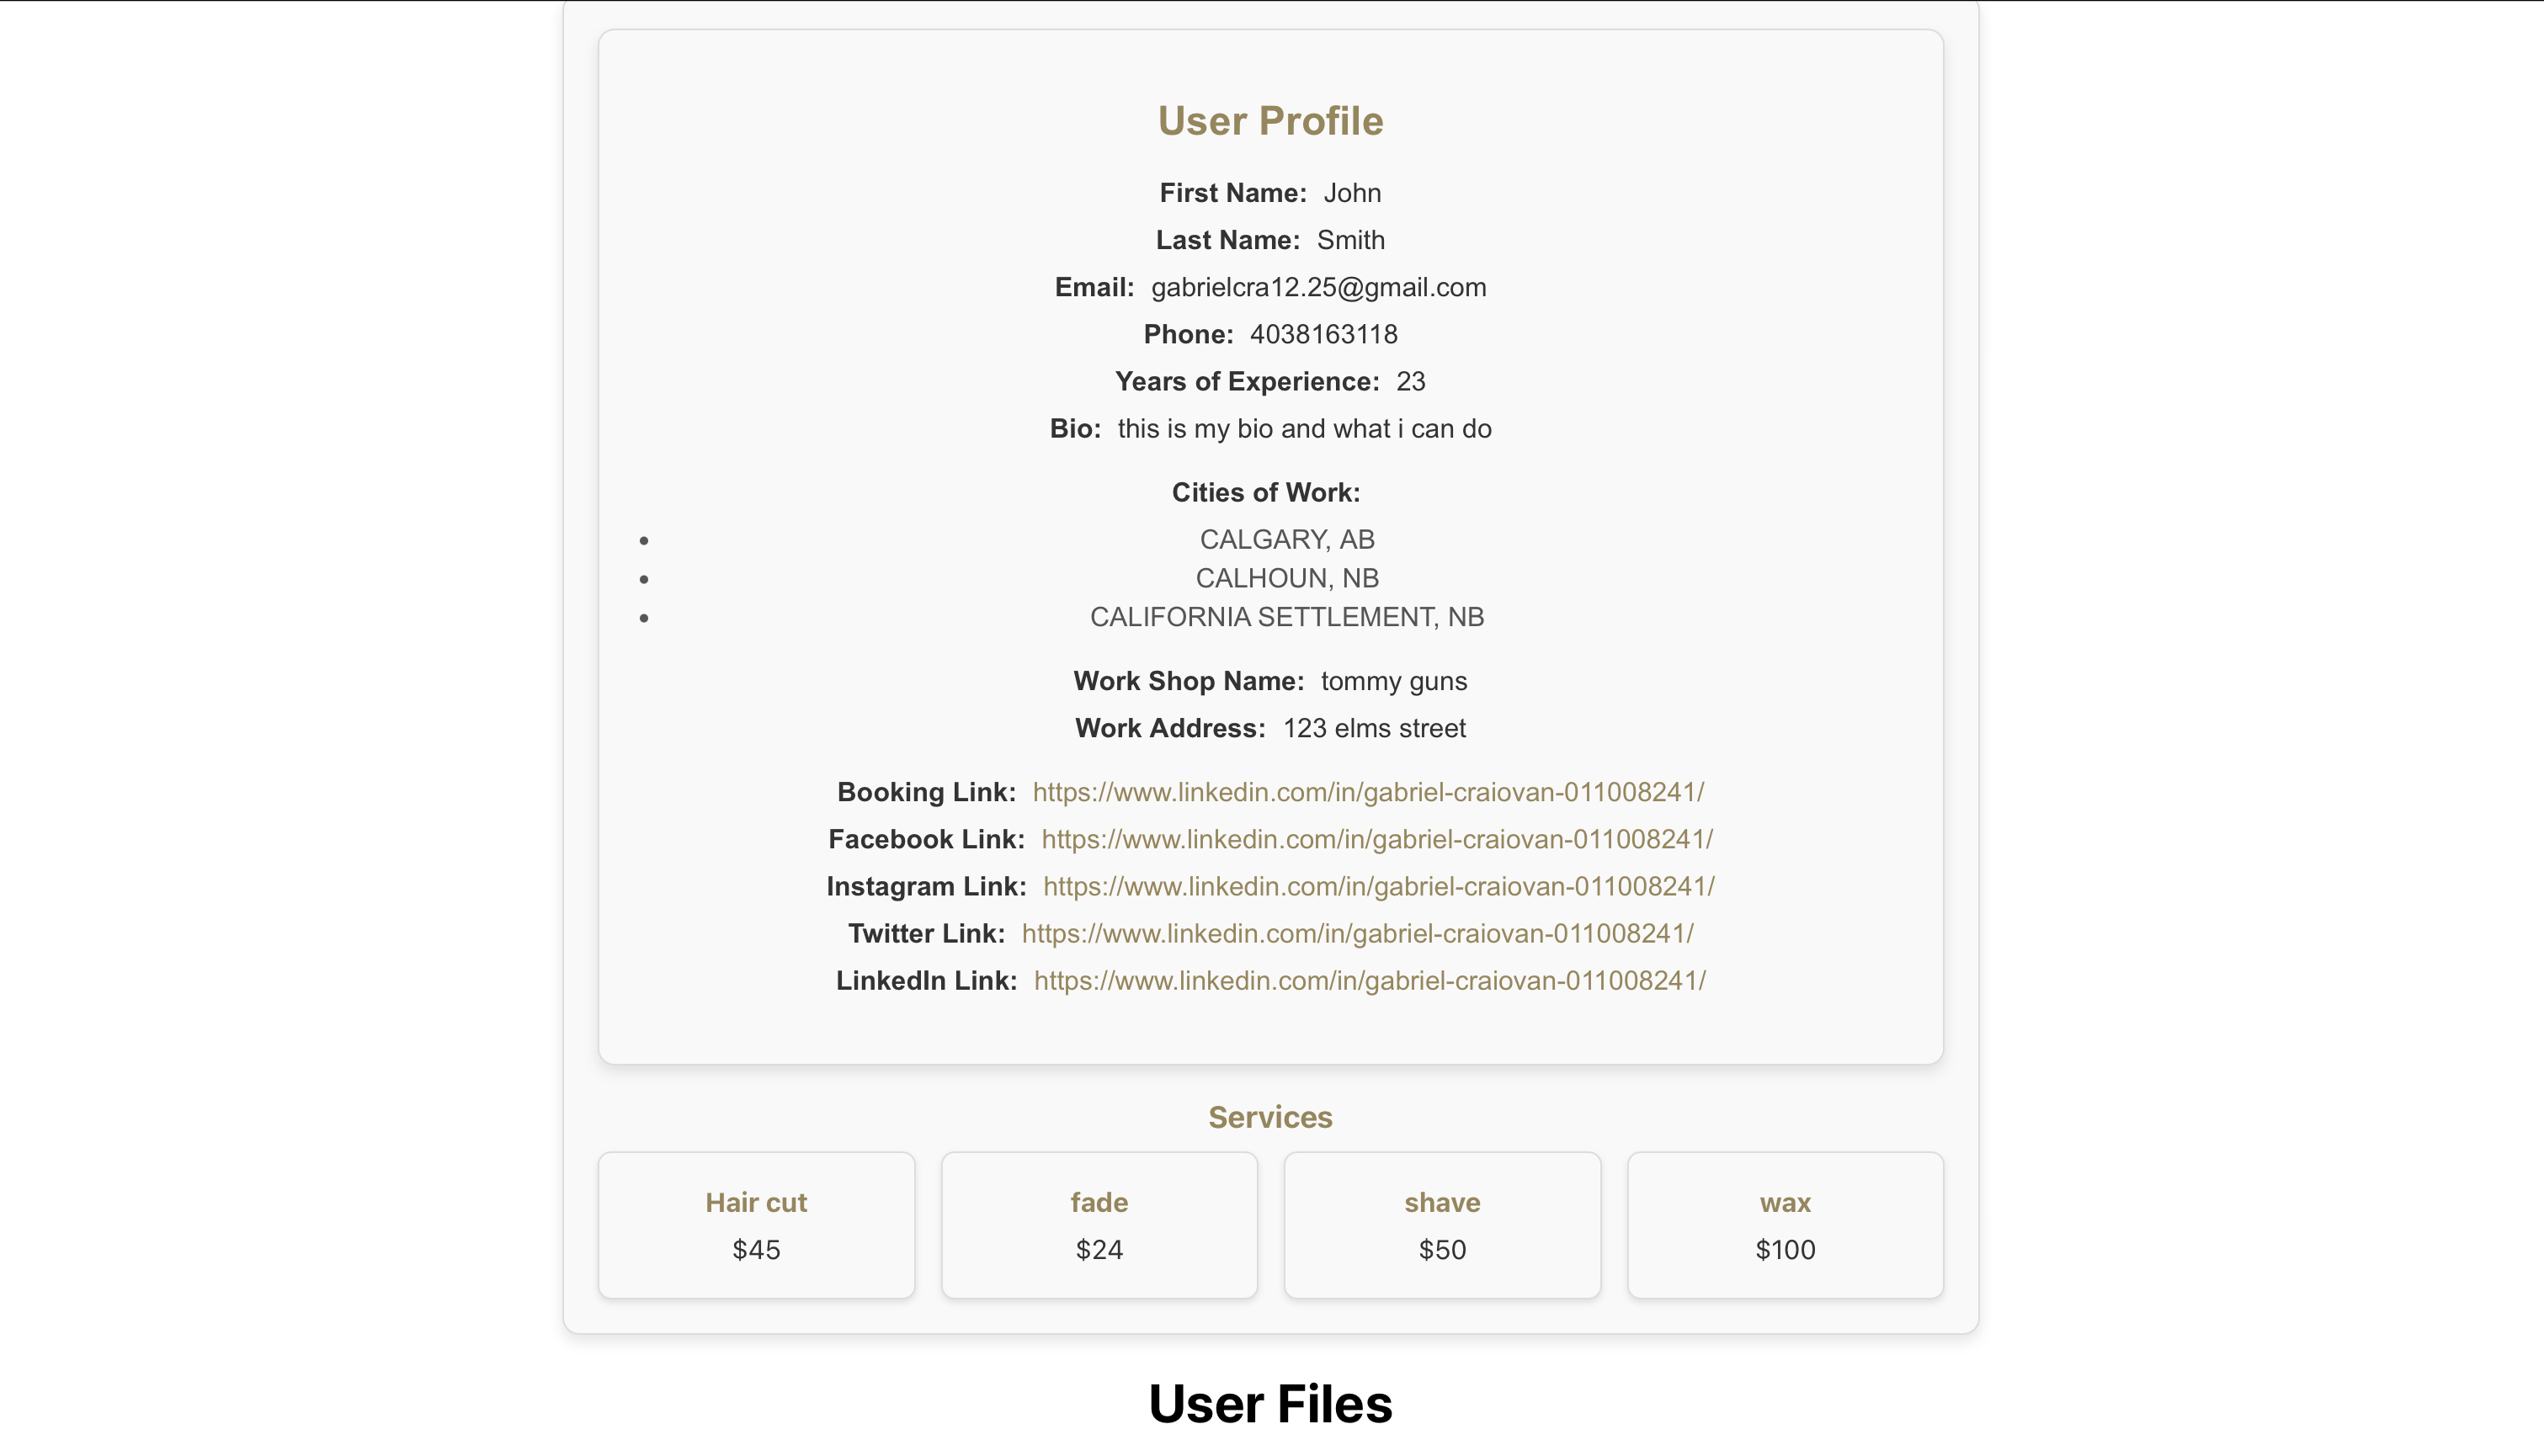 User Profile
First Name: John
Last Name: Smith
Email: gabrielcra12.25@gmail.com
Phone: 4038163118
Years of Experience: 23
Bio: this is my bio and what i can do
Cities of Work:
• CALGARY, AB
• CALHOUN, NB
• CALIFORNIA SETTLEMENT, NB
Work Shop Name: tommy guns
Work Address: 123 elms street
Booking Link: https://www.linkedin.com/in/gabriel-craiovan-011008241/
Facebook Link: https://www.linkedin.com/in/gabriel-craiovan-011008241/
Instagram Link: https://www.linkedin.com/in/gabriel-craiovan-011008241/
Twitter Link: https://www.linkedin.com/in/gabriel-craiovan-011008241/
LinkedIn Link: https://www.linkedin.com/in/gabriel-craiovan-011008241/
Services
Hair cut
$45
fade
$24
shave
$50
wax
$100
User Files